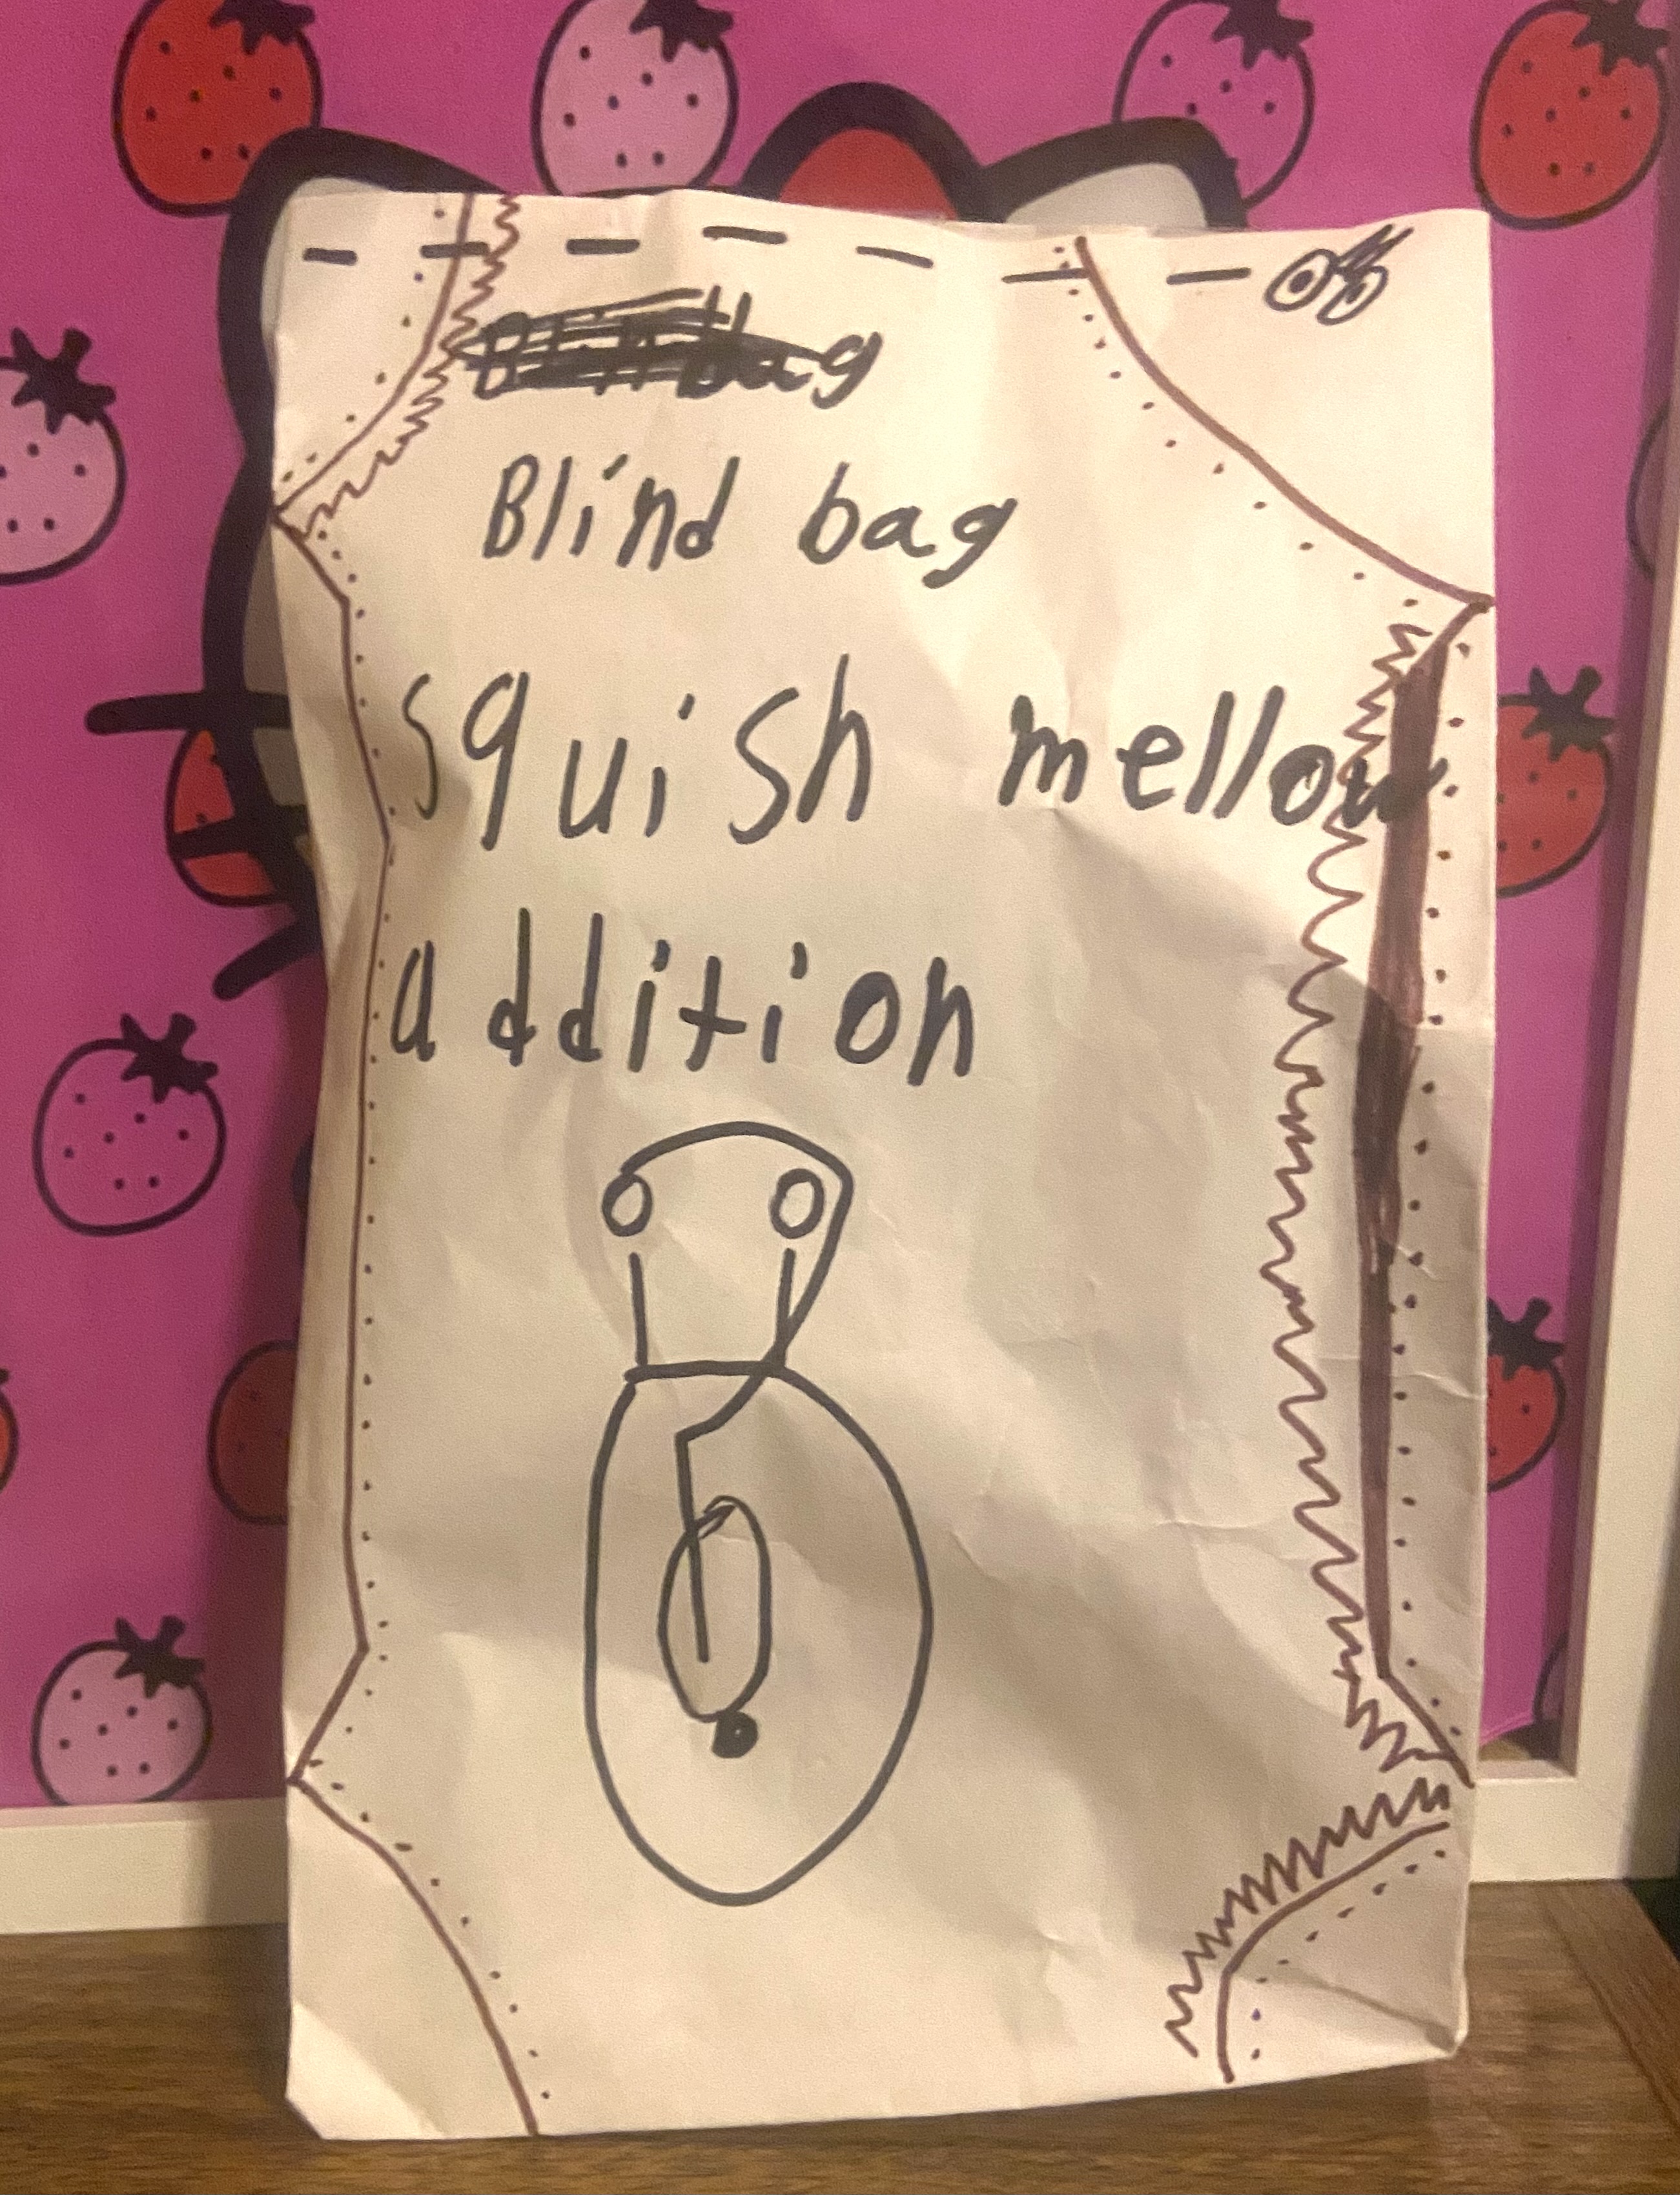 Blind bag
squish mellow
addition